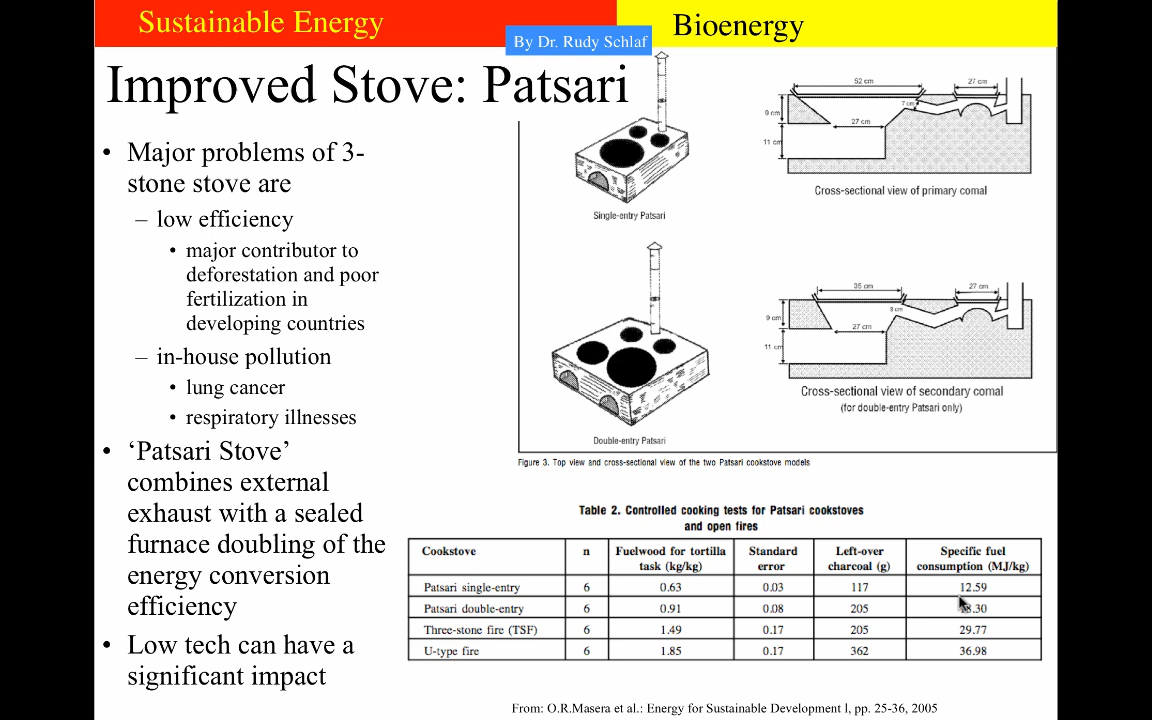 Sustainable Energy
Bioenergy
By Dr. Rudy Schlaf
Improved Stove: Patsari
• Major problems of 3-
stone stove are
– low efficiency
• major contributor to
deforestation and poor
fertilization in
developing countries
– in-house pollution
• lung cancer
• respiratory illnesses
• ‘Patsari Stove’
combines external
exhaust with a sealed
furnace doubling of the
energy conversion
efficiency
• Low tech can have a
significant impact
Single-entry Patsari
52 cm
27 cm
7 cm
9 cm
27 cm
11 cm
Cross-sectional view of primary comal
Double-entry Patsari
35 cm
27 cm
9 cm
9 cm
27 cm
11 cm
Cross-sectional view of secondary comal
(for double-entry Patsari only)
Figure 3. Top view and cross-sectional view of the two Patsari cookstove models
Table 2. Controlled cooking tests for Patsari cookstoves
and open fires
Cookstove n Fuelwood for tortilla task (kg/kg) Standard error Left-over charcoal (g) Specific fuel consumption (MJ/kg)
Patsari single-entry 6 0.63 0.03 117 12.59
Patsari double-entry 6 0.91 0.08 205
Three-stone fire (TSF) 6 1.49 0.17 205 29.77
U-type fire 6 1.85 0.17 362 36.98
From: O.R.Masera et al.: Energy for Sustainable Development l, pp. 25-36, 2005